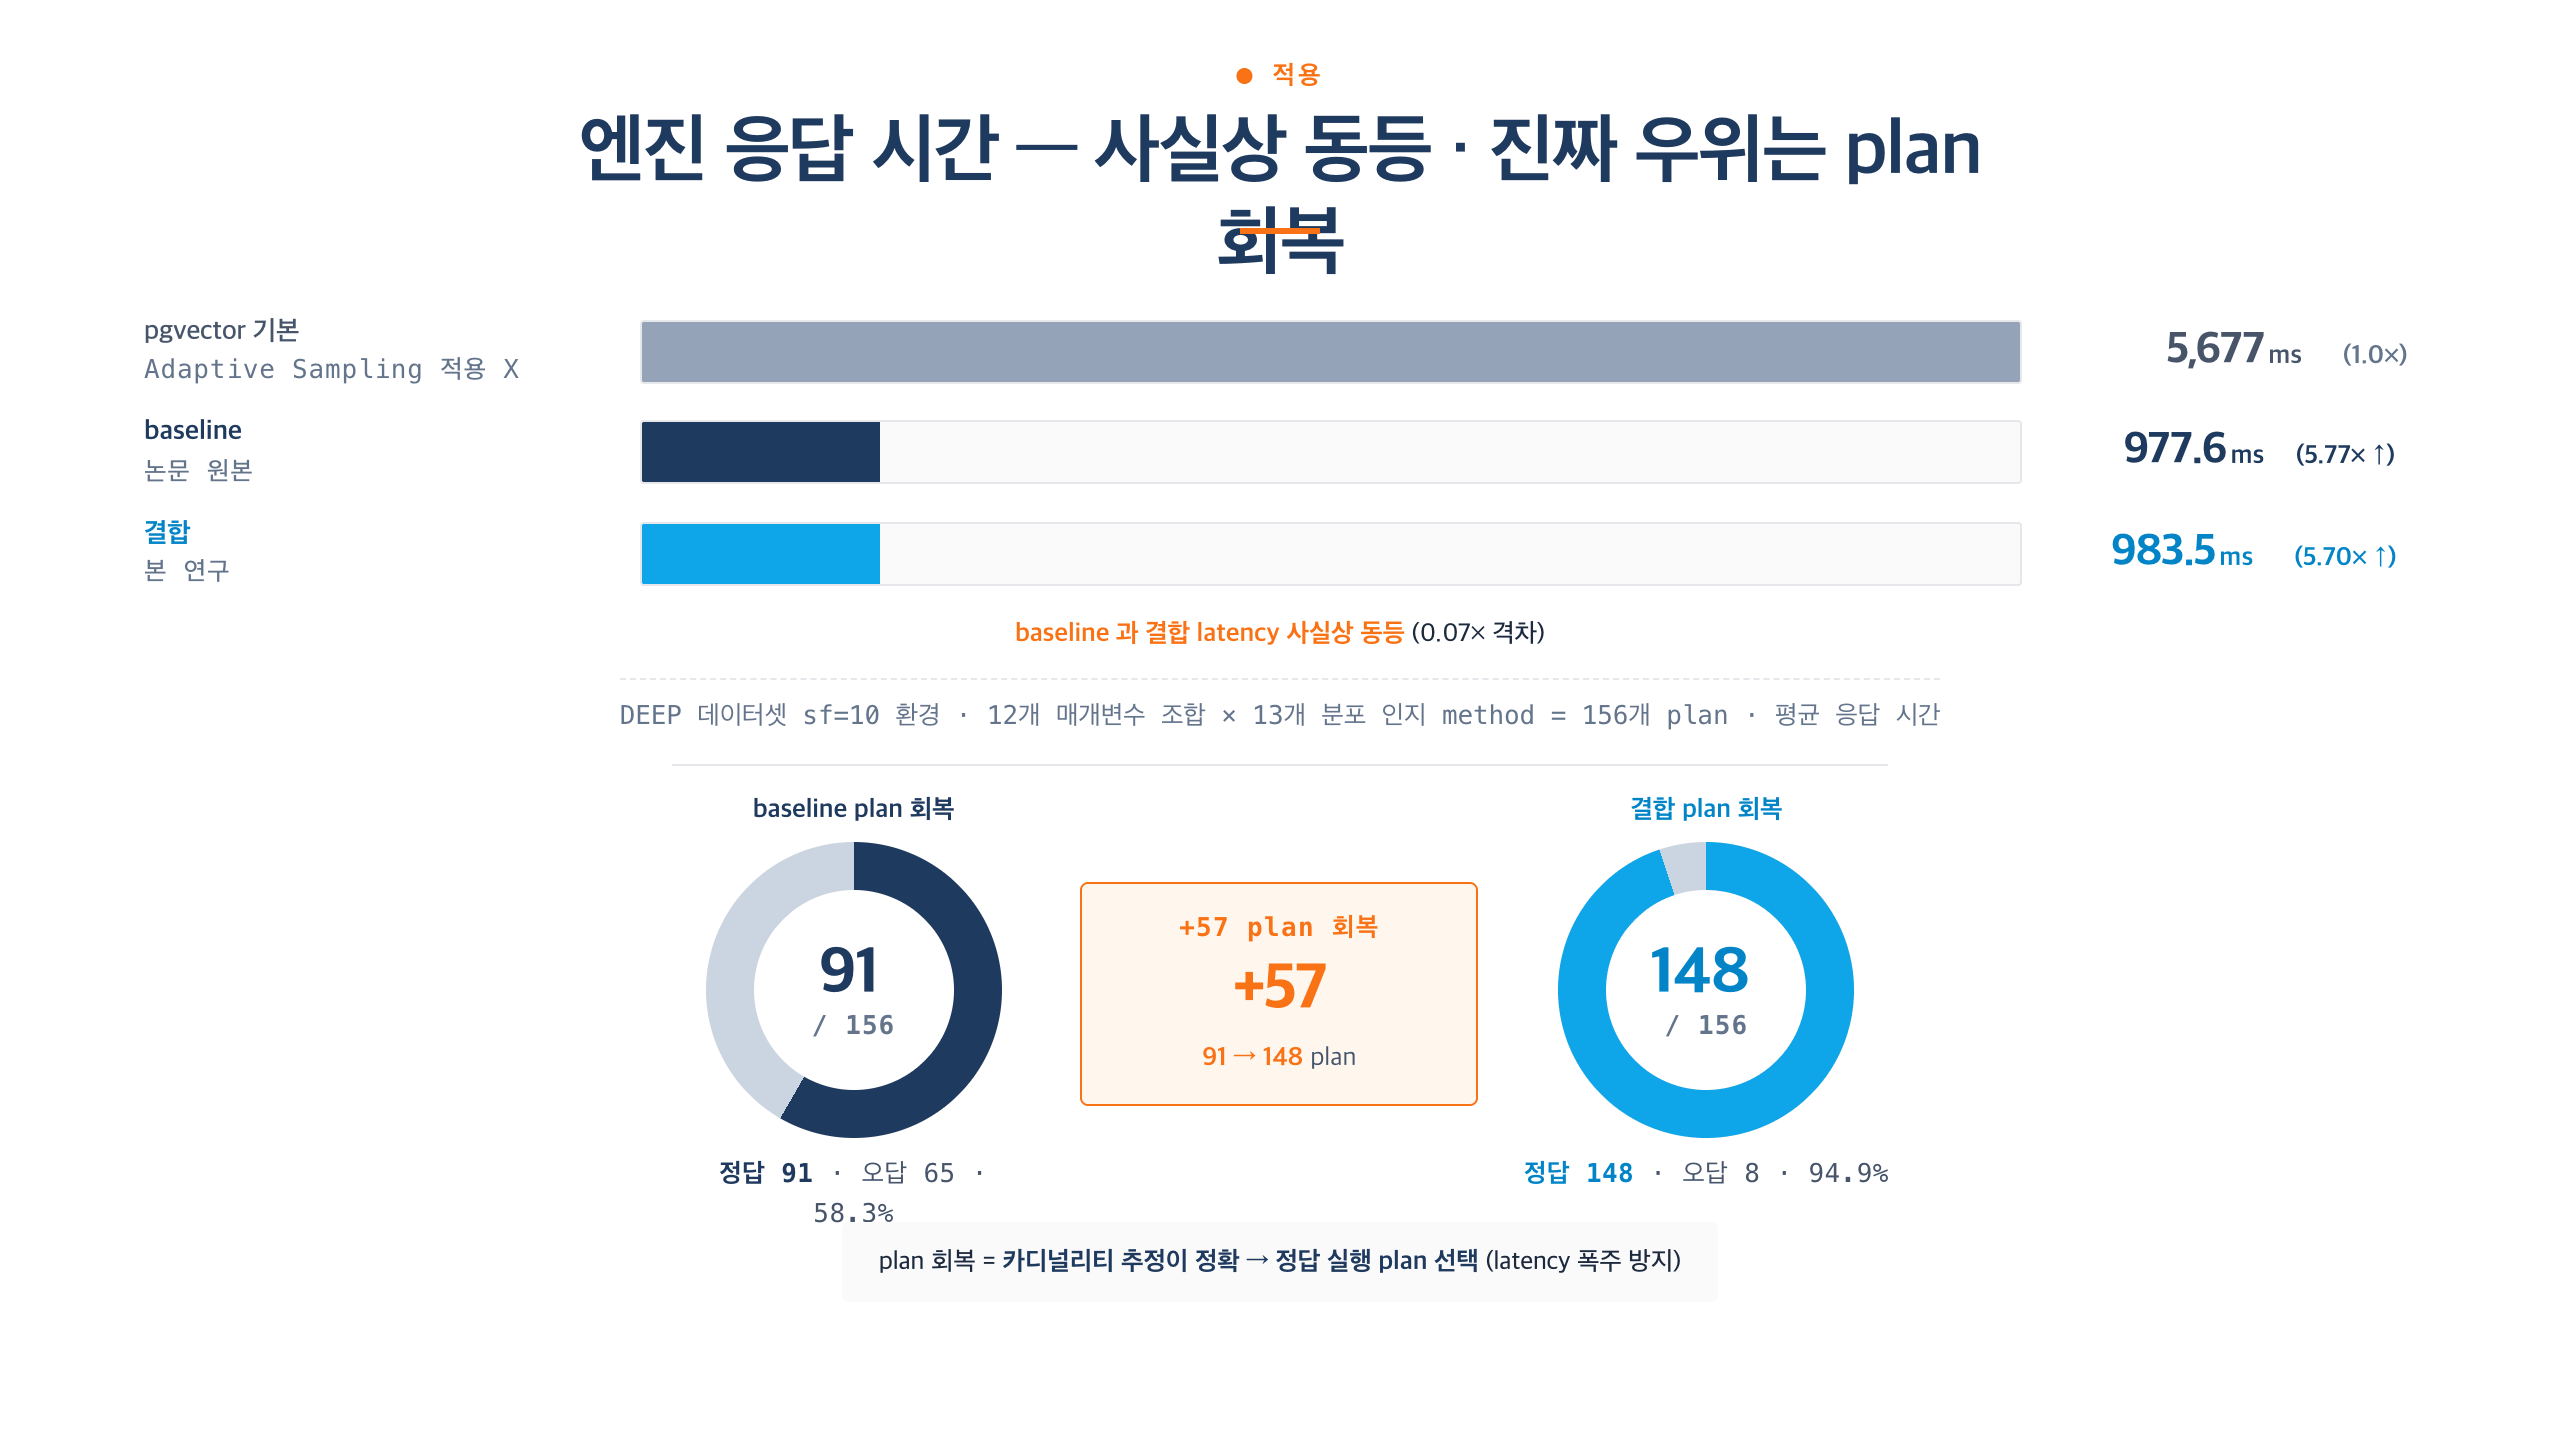 ● 적용
엔진 응답 시간 — 사실상 동등 · 진짜 우위는 plan
회복
pgvector 기본
Adaptive Sampling 적용 X
5,677 ms (1.0×)
baseline
논문 원본
977.6 ms (5.77× ↑)
결합
본 연구
983.5 ms (5.70× ↑)
baseline 과 결합 latency 사실상 동등 (0.07× 격차)
DEEP 데이터셋 sf=10 환경 · 12개 매개변수 조합 × 13개 분포 인지 method = 156개 plan · 평균 응답 시간
baseline plan 회복
91
/ 156
정답 91 · 오답 65 ·
58.3%
+57 plan 회복
+57
91 → 148 plan
결합 plan 회복
148
/ 156
정답 148 · 오답 8 · 94.9%
plan 회복 = 카디널리티 추정이 정확 → 정답 실행 plan 선택 (latency 폭주 방지)